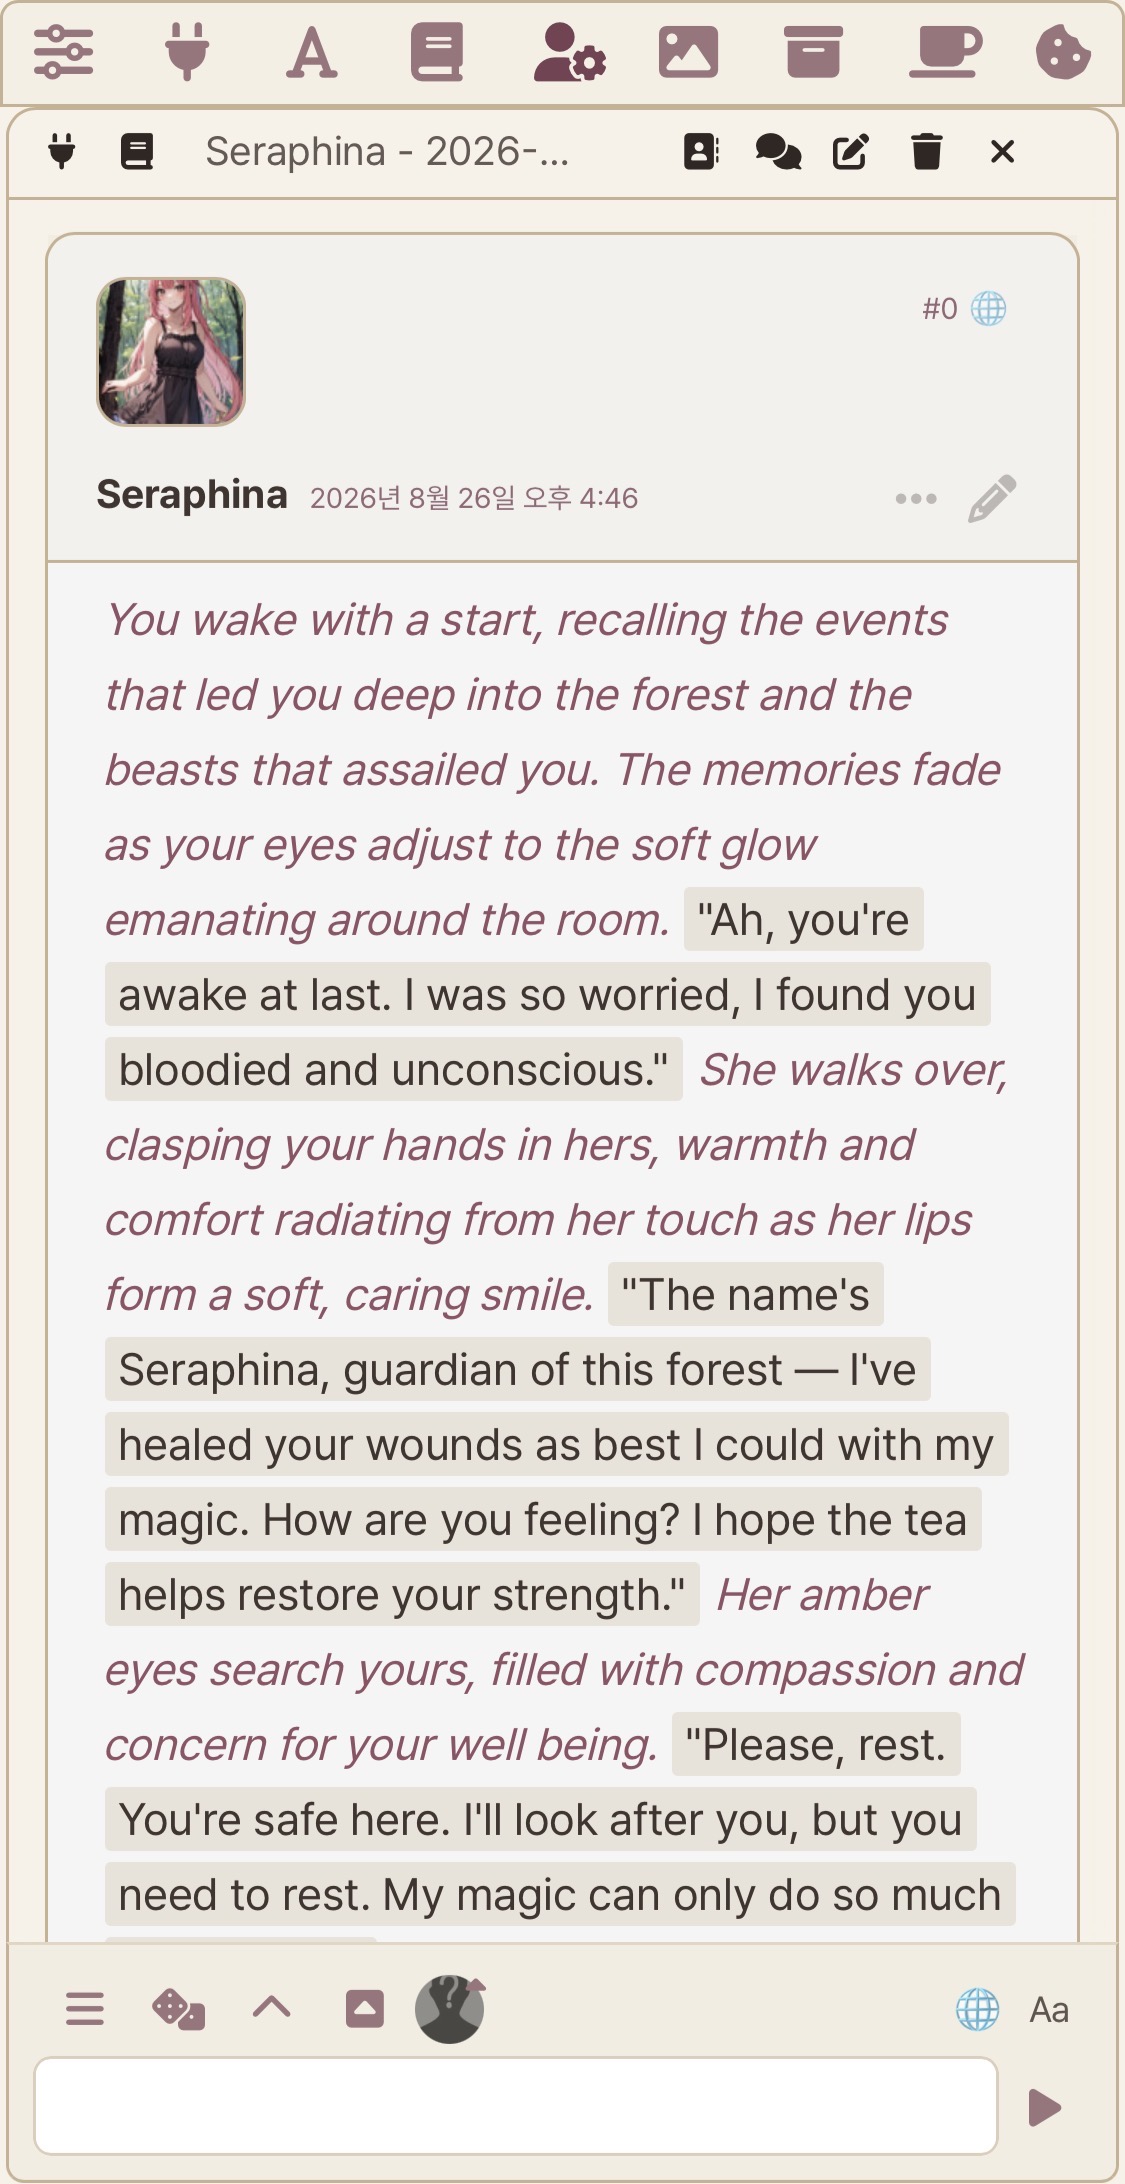 Seraphina - 2026-...
#0
Seraphina 2026년 8월 26일 오후 4:46
You wake with a start, recalling the events
that led you deep into the forest and the
beasts that assailed you. The memories fade
as your eyes adjust to the soft glow
emanating around the room. "Ah, you're
awake at last. I was so worried, I found you
bloodied and unconscious." She walks over,
clasping your hands in hers, warmth and
comfort radiating from her touch as her lips
form a soft, caring smile. "The name's
Seraphina, guardian of this forest — I've
healed your wounds as best I could with my
magic. How are you feeling? I hope the tea
helps restore your strength." Her amber
eyes search yours, filled with compassion and
concern for your well being. "Please, rest.
You're safe here. I'll look after you, but you
need to rest. My magic can only do so much
Aa